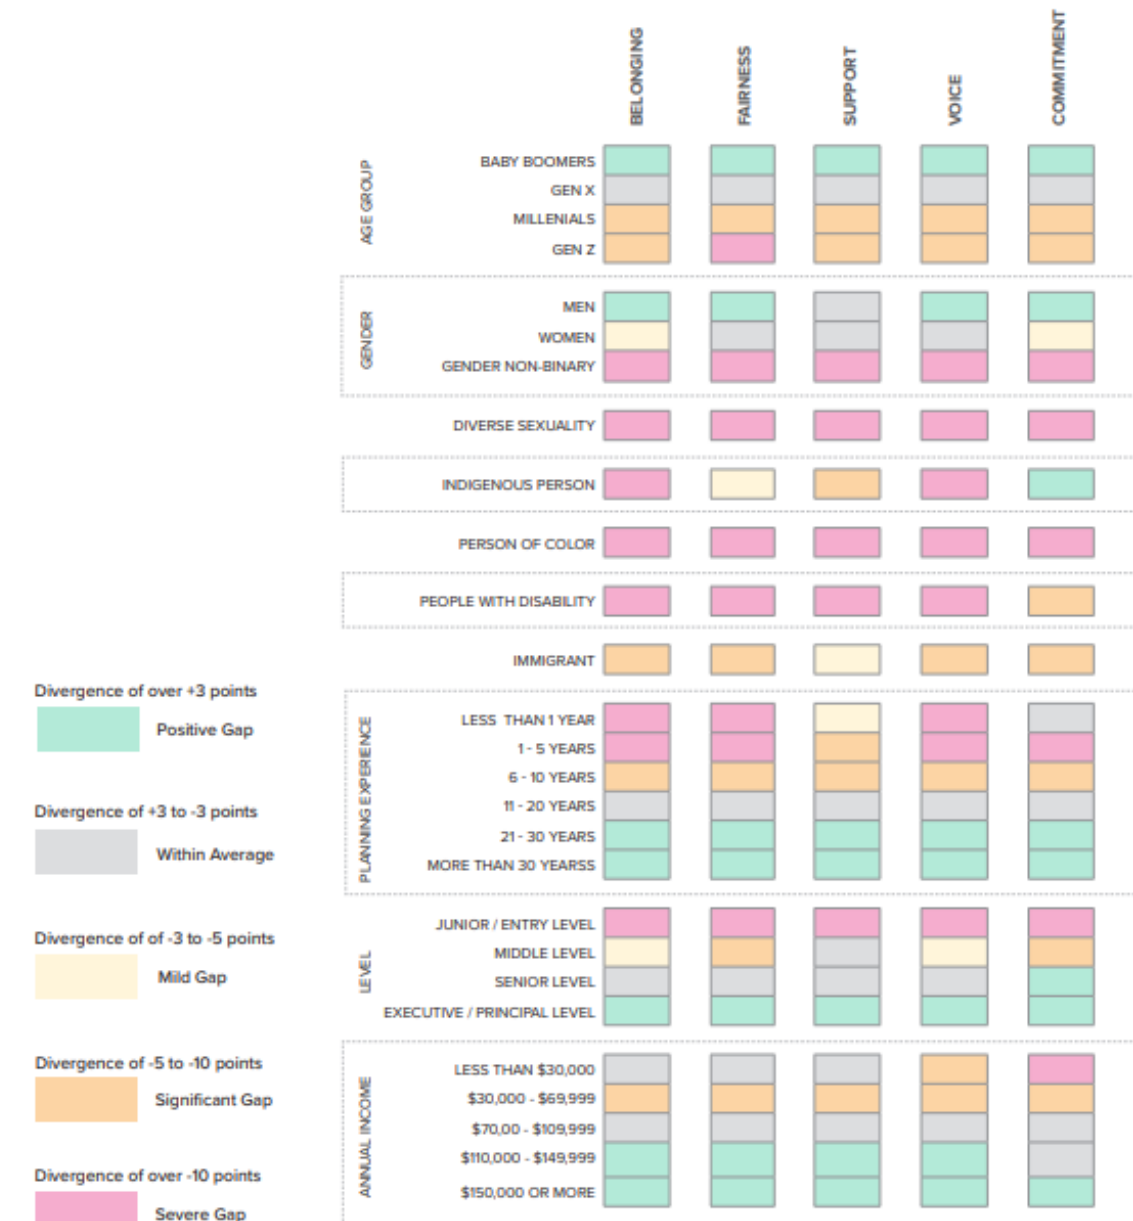 BELONGING
FAIRNESS
SUPPORT
VOICE
COMMITMENT
AGE GROUP
BABY BOOMERS
GEN X
MILLENIALS
GEN Z
GENDER
MEN
WOMEN
GENDER NON-BINARY
DIVERSE SEXUALITY
INDIGENOUS PERSON
PERSON OF COLOR
PEOPLE WITH DISABILITY
IMMIGRANT
PLANNING EXPERIENCE
LESS THAN 1 YEAR
1 - 5 YEARS
6 - 10 YEARS
11 - 20 YEARS
21 - 30 YEARS
MORE THAN 30 YEARSS
LEVEL
JUNIOR / ENTRY LEVEL
MIDDLE LEVEL
SENIOR LEVEL
EXECUTIVE / PRINCIPAL LEVEL
ANNUAL INCOME
LESS THAN $30,000
$30,000 - $69,999
$70,00 - $109,999
$110,000 - $149,999
$150,000 OR MORE
Divergence of over +3 points
Positive Gap
Divergence of +3 to -3 points
Within Average
Divergence of of -3 to -5 points
Mild Gap
Divergence of -5 to -10 points
Significant Gap
Divergence of over -10 points
Severe Gap